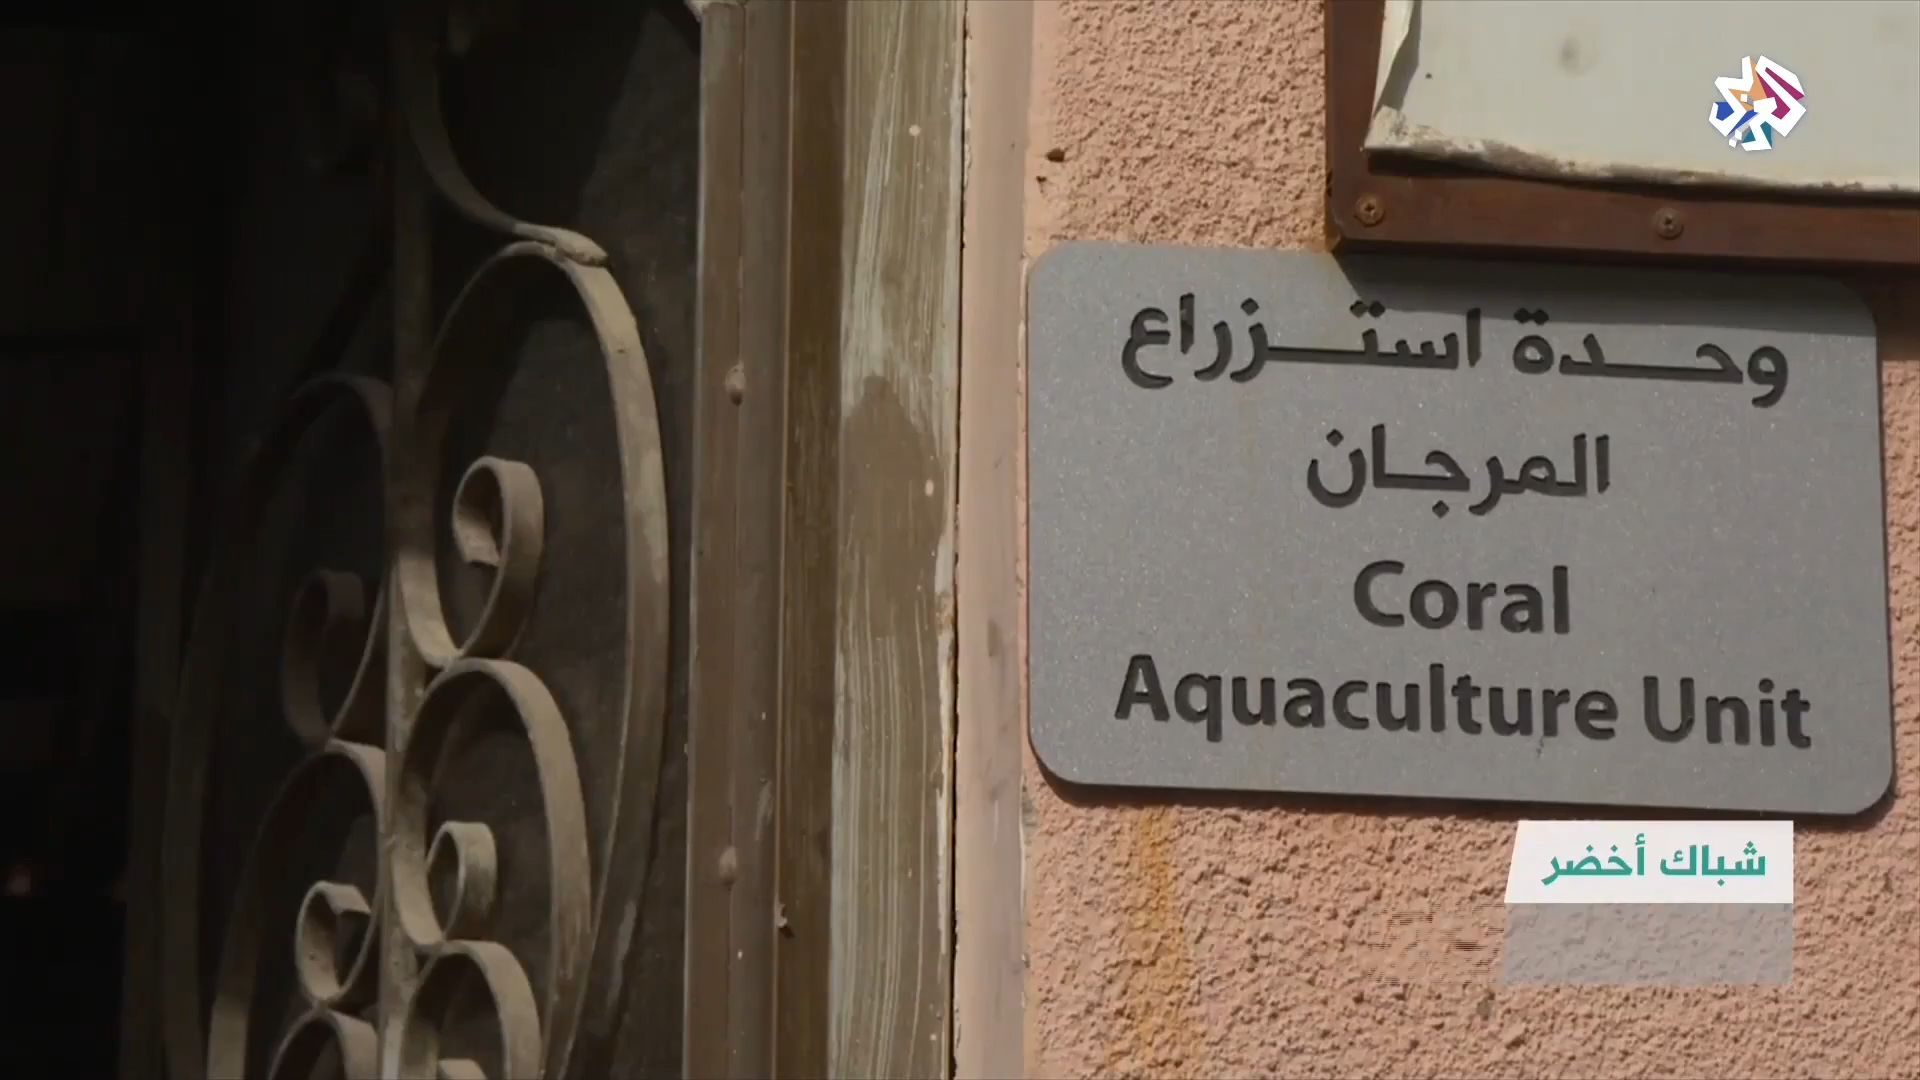 وحدة استزراع
المرجان
Coral
Aquaculture Unit
شباك أخضر